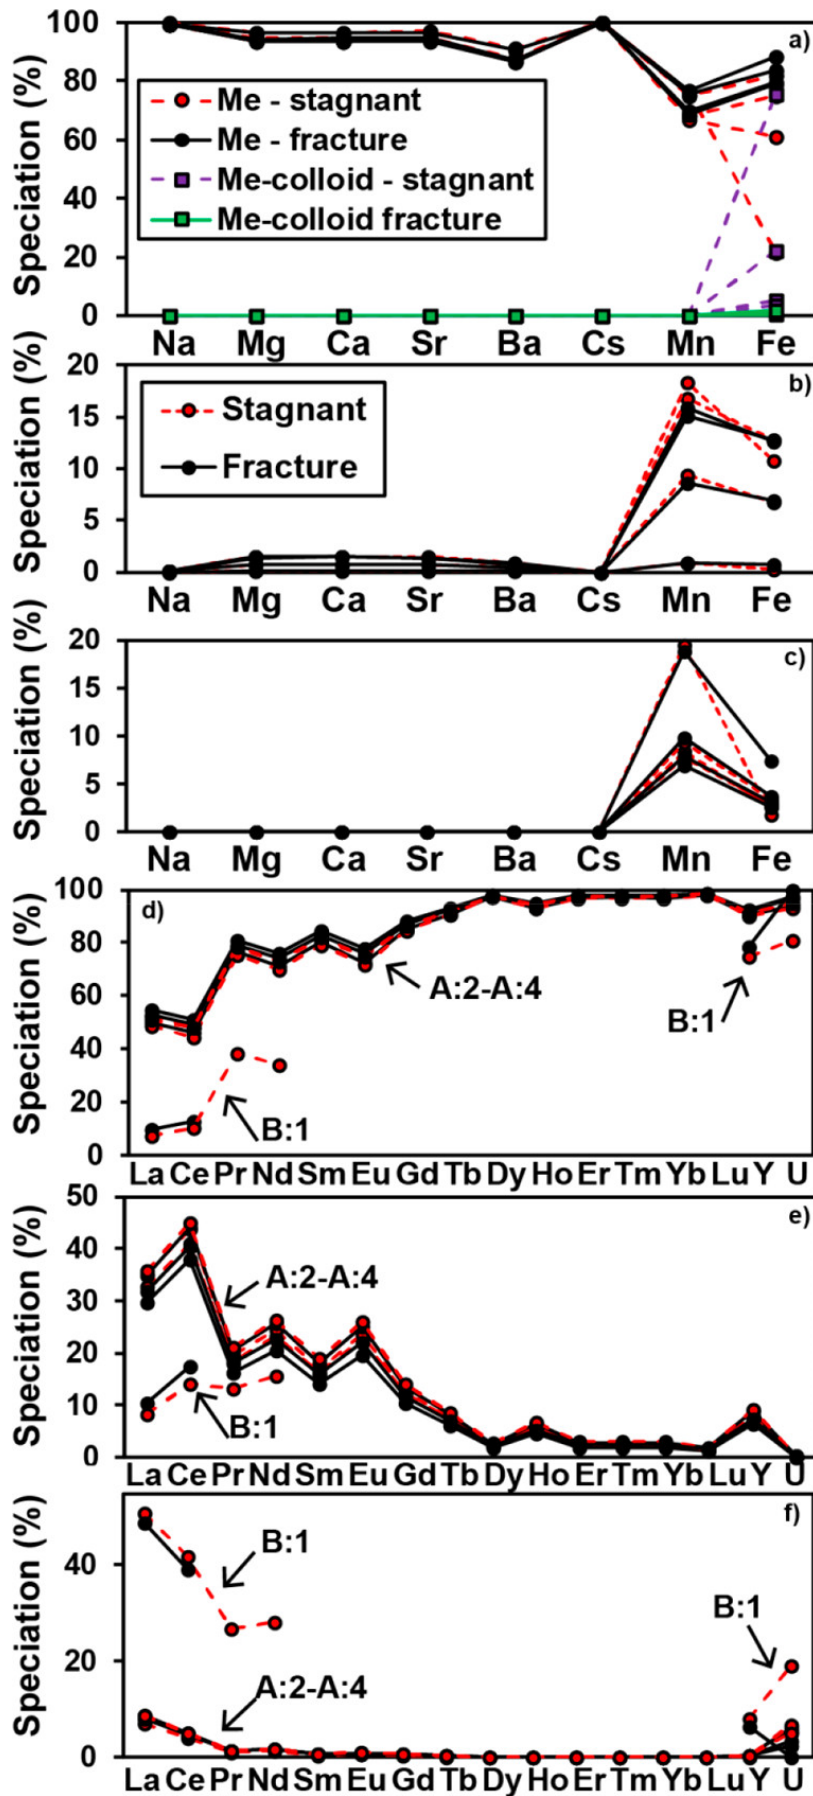 Speciation (%)
100
80
60
40
20
0
a)
Me - stagnant
Me - fracture
Me-colloid - stagnant
Me-colloid fracture
Na Mg Ca Sr Ba Cs Mn Fe
Speciation (%)
20
15
10
5
0
b)
Stagnant
Fracture
Na Mg Ca Sr Ba Cs Mn Fe
Speciation (%)
20
15
10
5
0
c)
Na Mg Ca Sr Ba Cs Mn Fe
Speciation (%)
100
80
60
40
20
0
d)
A:2-A:4
B:1
B:1
La Ce Pr Nd Sm Eu Gd Tb Dy Ho Er Tm Yb Lu Y U
Speciation (%)
50
40
30
20
10
0
e)
A:2-A:4
B:1
La Ce Pr Nd Sm Eu Gd Tb Dy Ho Er Tm Yb Lu Y U
Speciation (%)
40
20
0
f)
B:1
B:1
A:2-A:4
La Ce Pr Nd Sm Eu Gd Tb Dy Ho Er Tm Yb Lu Y U